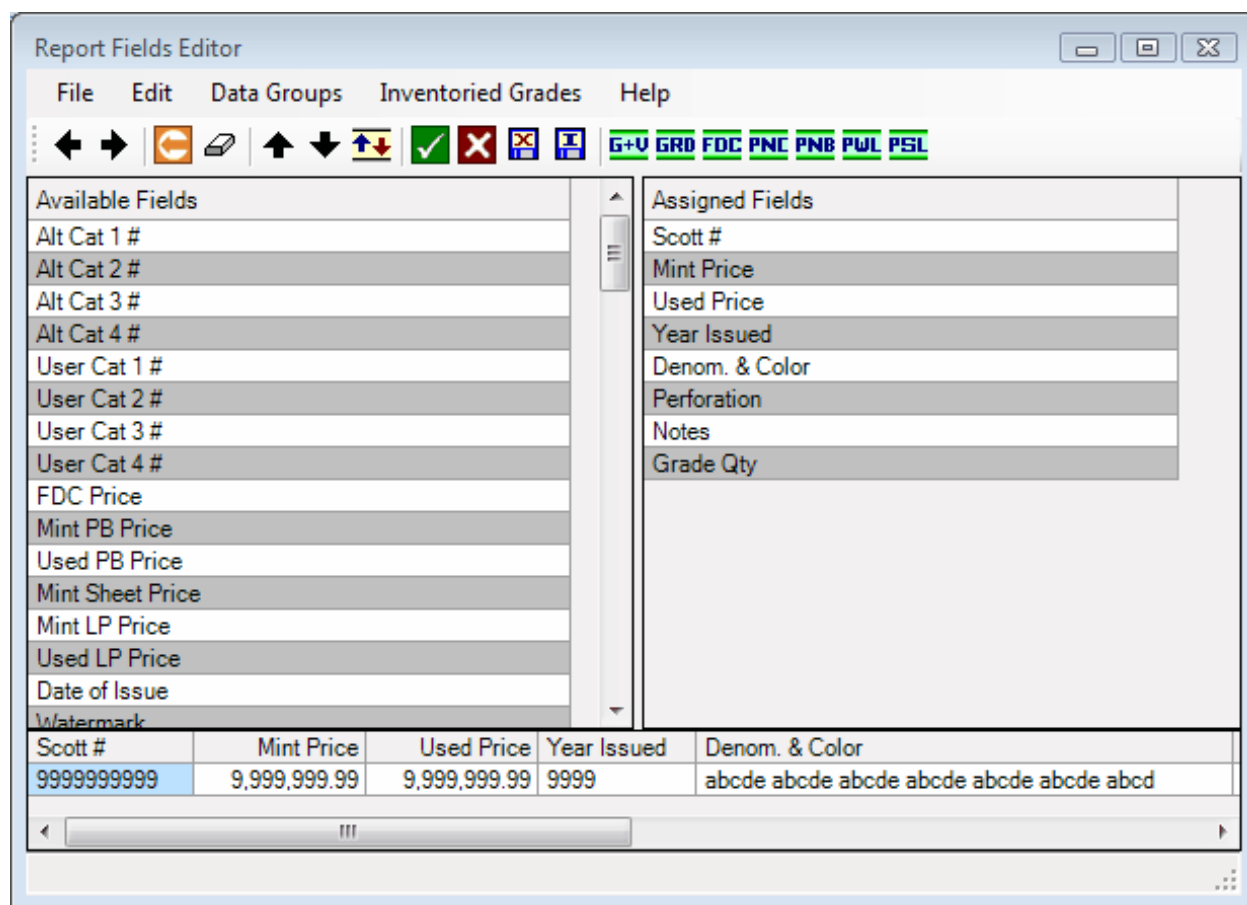 Report Fields Editor
File Edit Data Groups Inventoried Grades Help
G+V GRD FDC PNC PNB PWL PSL
Available Fields
Alt Cat 1 #
Alt Cat 2 #
Alt Cat 3 #
Alt Cat 4 #
User Cat 1 #
User Cat 2 #
User Cat 3 #
User Cat 4 #
FDC Price
Mint PB Price
Used PB Price
Mint Sheet Price
Mint LP Price
Used LP Price
Date of Issue
Watermark
Assigned Fields
Scott #
Mint Price
Used Price
Year Issued
Denom. & Color
Perforation
Notes
Grade Qty
Scott # Mint Price Used Price Year Issued Denom. & Color
9999999999 9,999,999.99 9,999,999.99 9999 abcde abcde abcde abcde abcde abcde abcd